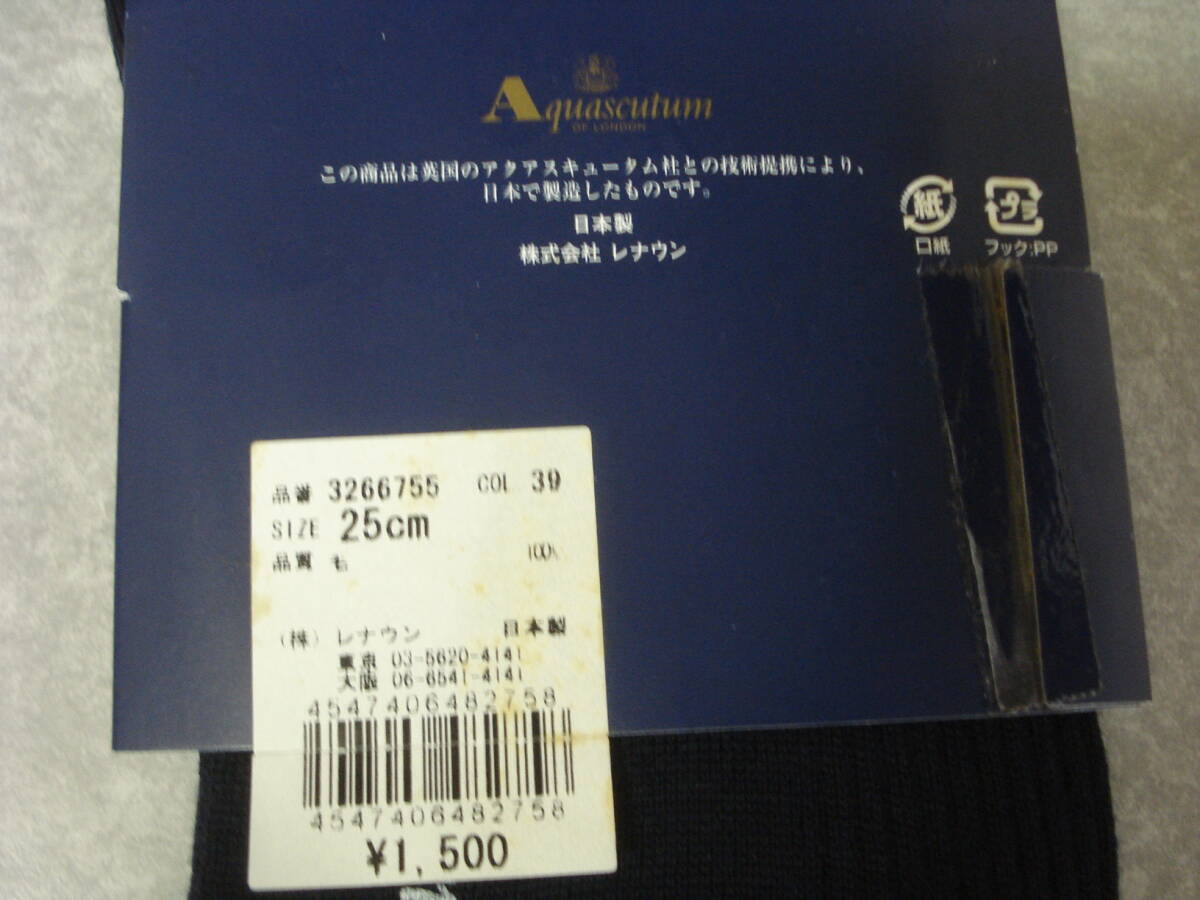 Aquascutum
OF LONDON
この商品は英国のアクアスキュータム社との技術提携により、
日本で製造したものです。
日本製
株式会社 レナウン
紙
プラ
口紙
フック:PP
品番 3266755 COL 39
SIZE 25cm
品質 毛 100%
(株) レナウン 日本製
東京 03-5620-4141
大阪 06-6541-4141
4547406482758
4547406482758
¥1,500